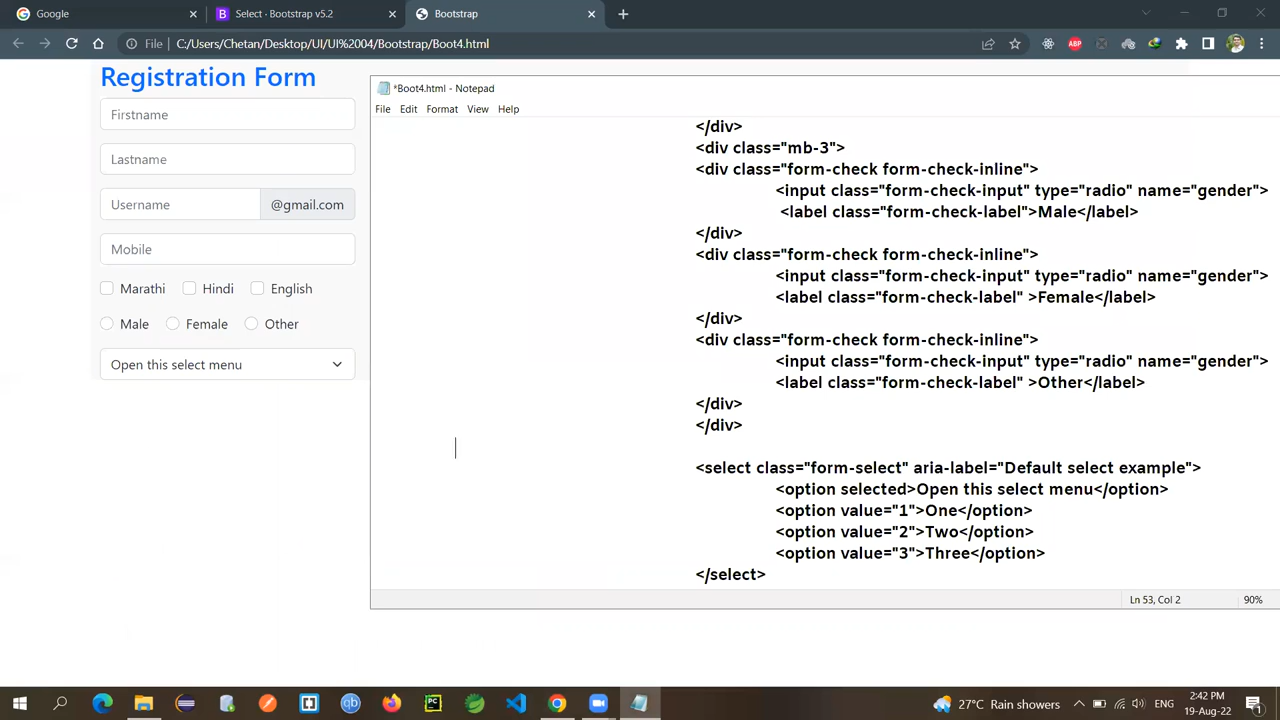 Google
Select · Bootstrap v5.2
Bootstrap
File
C:/Users/Chetan/Desktop/UI/UI%2004/Bootstrap/Boot4.html
ABP
Registration Form
Firstname
Lastname
Username
@gmail.com
Mobile
Marathi
Hindi
English
Male
Female
Other
Open this select menu
*Boot4.html - Notepad
File
Edit
Format
View
Help
</div>
<div class="mb-3">
<div class="form-check form-check-inline">
<input class="form-check-input" type="radio" name="gender">
<label class="form-check-label">Male</label>
</div>
<div class="form-check form-check-inline">
<input class="form-check-input" type="radio" name="gender">
<label class="form-check-label" >Female</label>
</div>
<div class="form-check form-check-inline">
<input class="form-check-input" type="radio" name="gender">
<label class="form-check-label" >Other</label>
</div>
</div>
<select class="form-select" aria-label="Default select example">
<option selected>Open this select menu</option>
<option value="1">One</option>
<option value="2">Two</option>
<option value="3">Three</option>
</select>
Ln 53, Col 2
90%
PC
qb
27°C Rain showers
ENG
2:42 PM
19-Aug-22
1